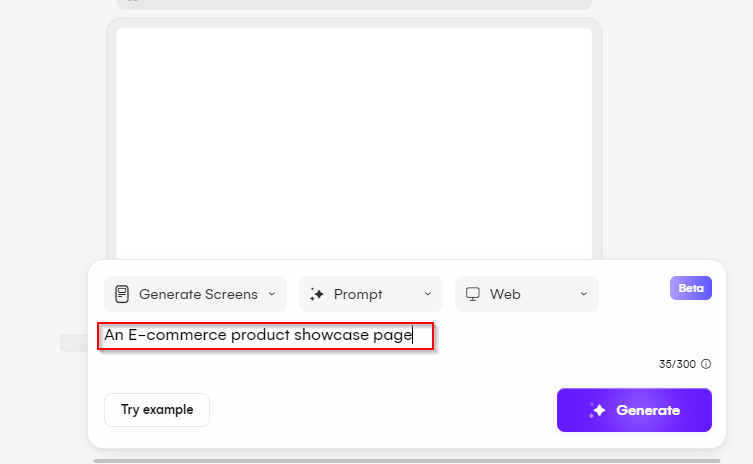 Generate Screens Prompt Web Beta
An E-commerce product showcase page
35/300
Try example Generate